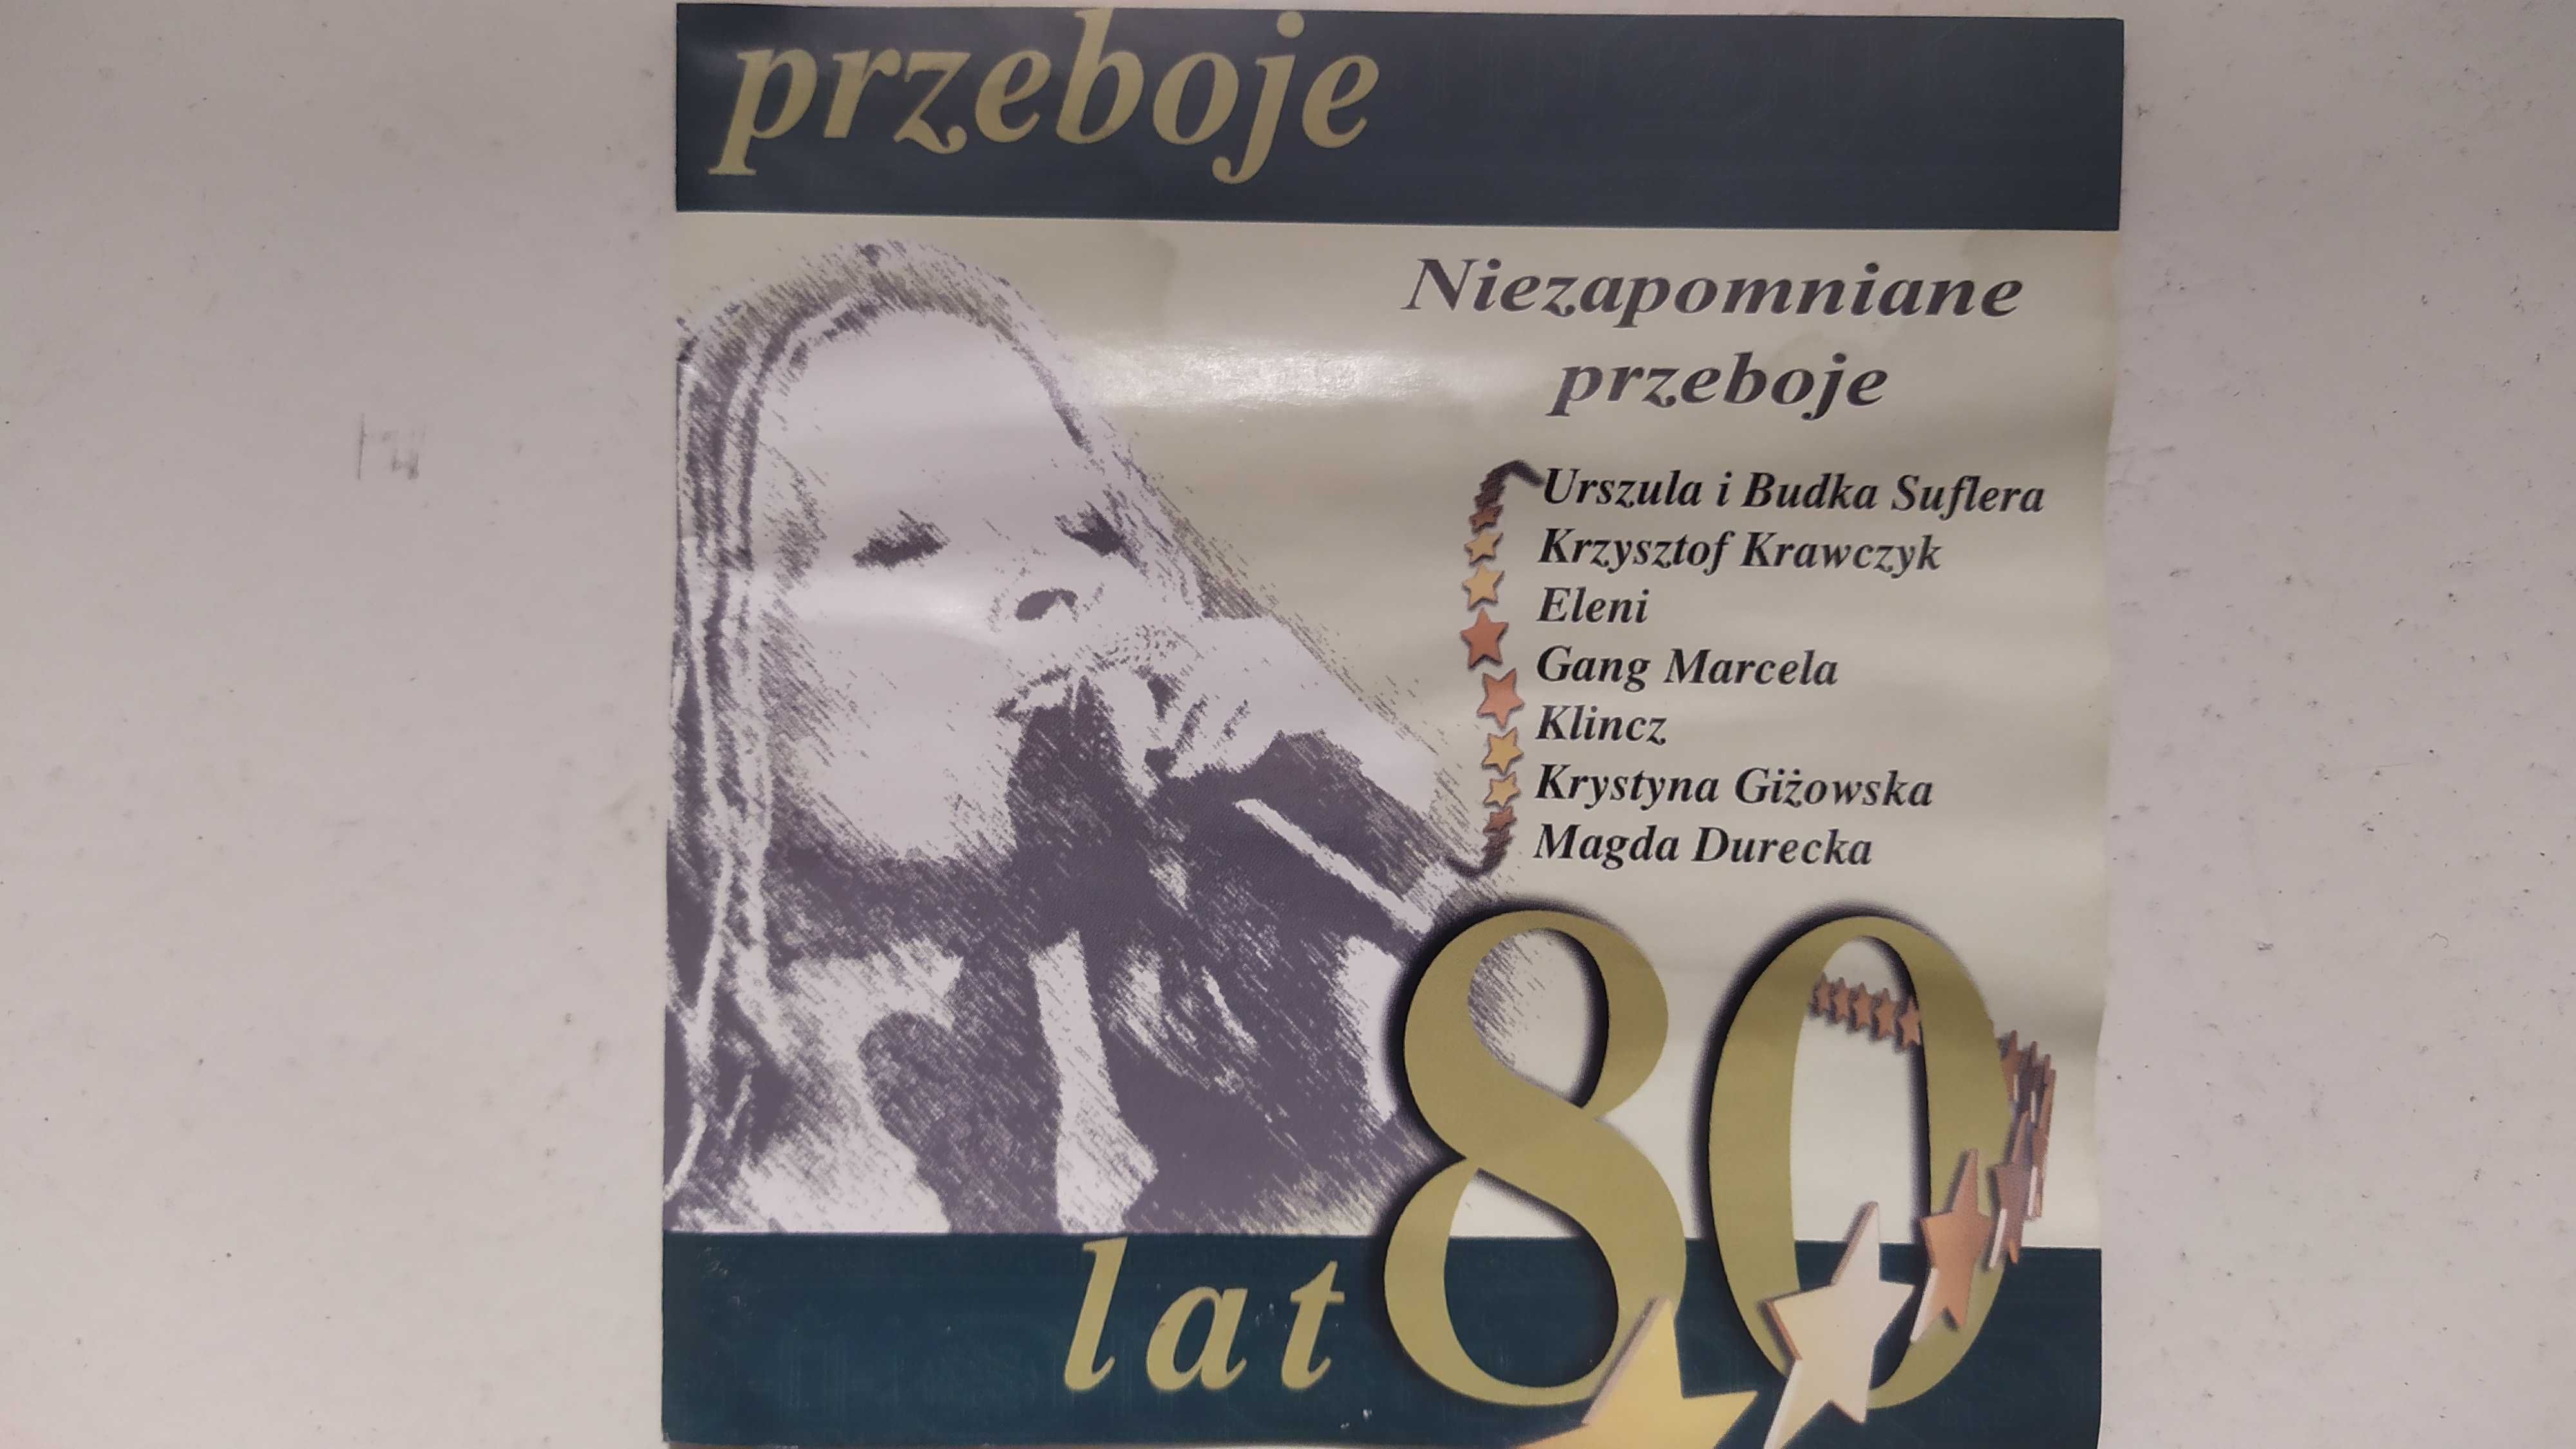 przeboje
Niezapomniane
przeboje
Urszula i Budka Suflera
Krzysztof Krawczyk
Eleni
Gang Marcela
Klincz
Krystyna Giżowska
Magda Durecka
lat 80